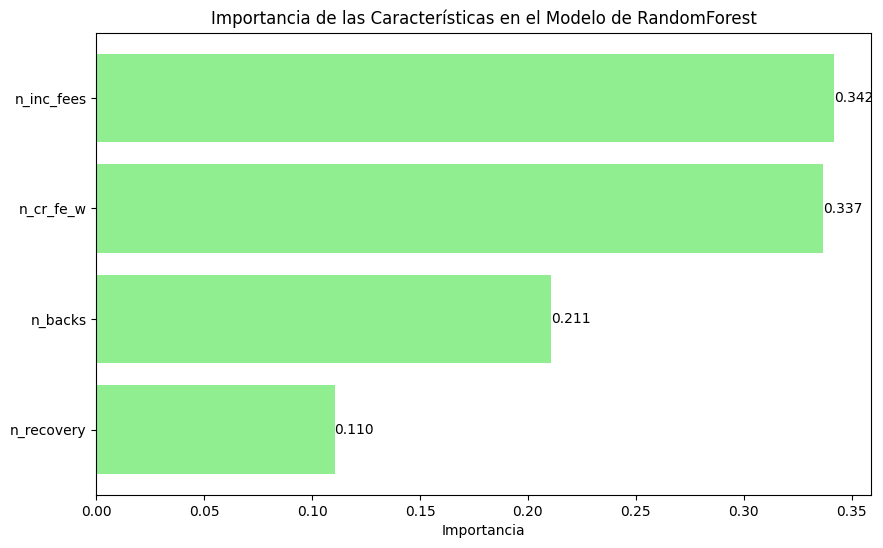 Importancia de las Características en el Modelo de RandomForest
n_inc_fees
0.342
n_cr_fe_w
0.337
n_backs
0.211
n_recovery
0.110
0.00 0.05 0.10 0.15 0.20 0.25 0.30 0.35
Importancia